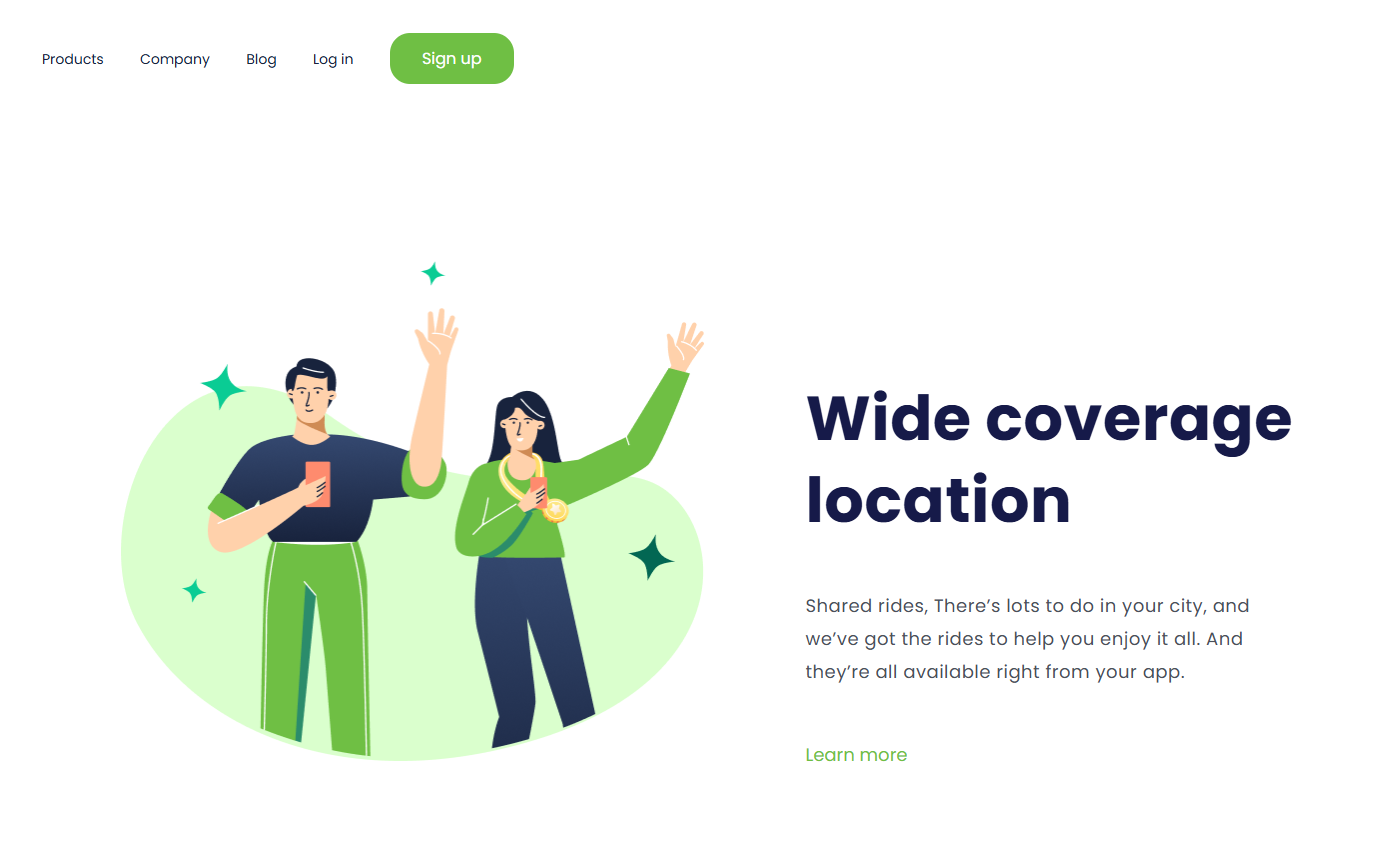 Products Company Blog Log in Sign up
Wide coverage
location
Shared rides, There’s lots to do in your city, and
we’ve got the rides to help you enjoy it all. And
they’re all available right from your app.
Learn more